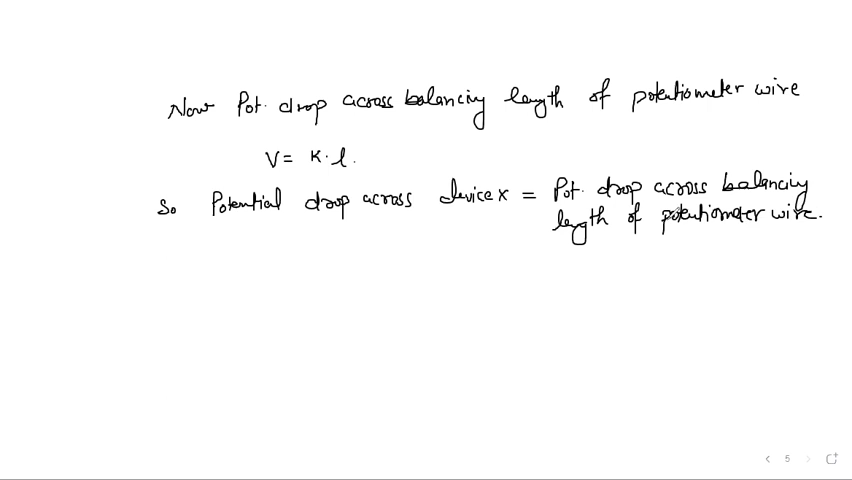 Now Pot. drop across balancing length of potentiometer wire
V = K. l.
So Potential drop across device x = Pot. drop across balancing
length of potentiometer wire.
5